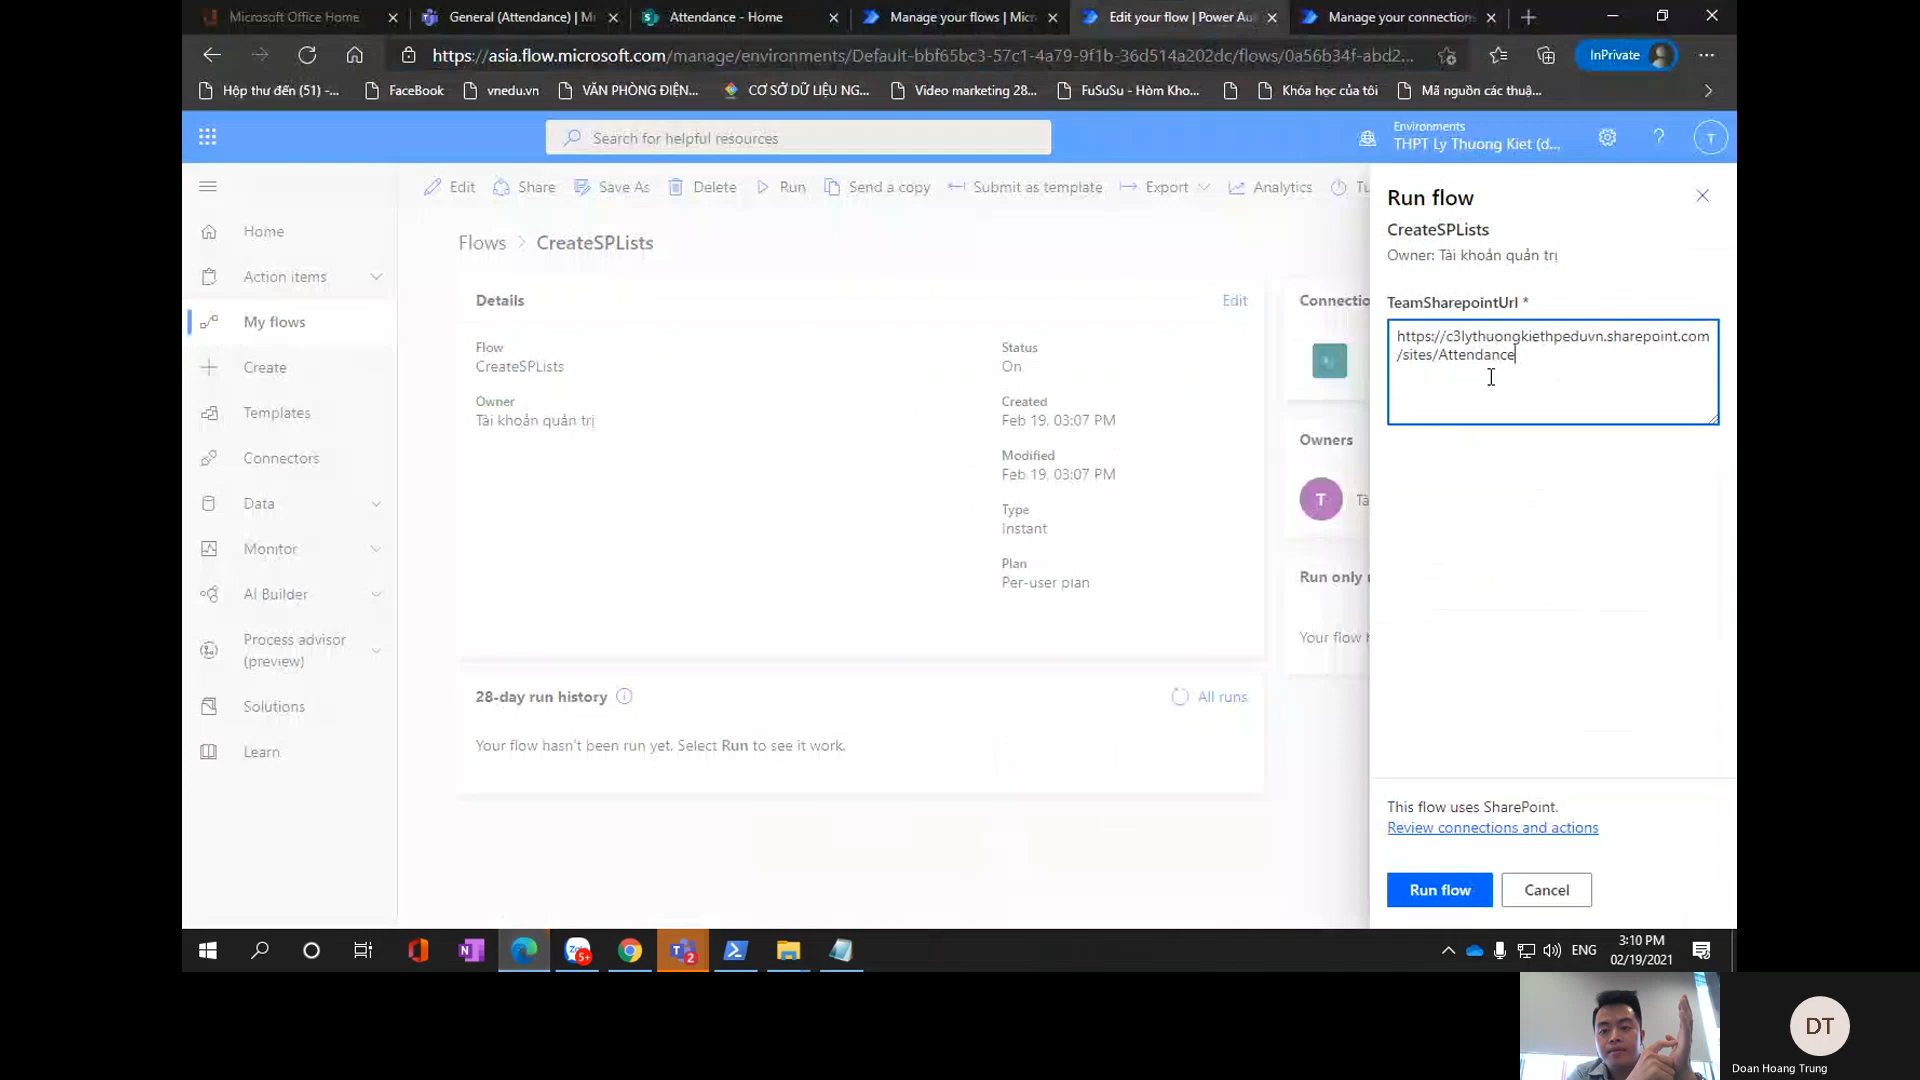 Microsoft Office Home
General (Attendance) | Mi
Attendance - Home
Manage your flows | Micr
Edit your flow | Power Au
Manage your connection
https://asia.flow.microsoft.com/manage/environments/Default-bbf65bc3-57c1-4a79-9f1b-36d514a202dc/flows/0a56b34f-abd2...
InPrivate
Hộp thư đến (51) -...
FaceBook
vnedu.vn
VĂN PHÒNG ĐIỆN...
CƠ SỞ DỮ LIỆU NG...
Video marketing 28...
FuSuSu - Hòm Kho...
Khóa học của tôi
Mã nguồn các thuậ...
Search for helpful resources
Environments
THPT Ly Thuong Kiet (d...
T
Edit
Share
Save As
Delete
Run
Send a copy
Submit as template
Export
Analytics
Tu
Home
Action items
My flows
Create
Templates
Connectors
Data
Monitor
AI Builder
Process advisor
(preview)
Solutions
Learn
Flows > CreateSPLists
Details
Edit
Flow
CreateSPLists
Owner
Tài khoản quản trị
Status
On
Created
Feb 19, 03:07 PM
Modified
Feb 19, 03:07 PM
Type
Instant
Plan
Per-user plan
28-day run history
All runs
Your flow hasn't been run yet. Select Run to see it work.
Connectio
Owners
T
Tà
Run only
Your flow h
Run flow
CreateSPLists
Owner: Tài khoản quản trị
TeamSharepointUrl *
https://c3lythuongkiethpeduvn.sharepoint.com
/sites/Attendance
This flow uses SharePoint.
Review connections and actions
Run flow
Cancel
Zalo
5+
2
ENG
3:10 PM
02/19/2021
DT
Doan Hoang Trung